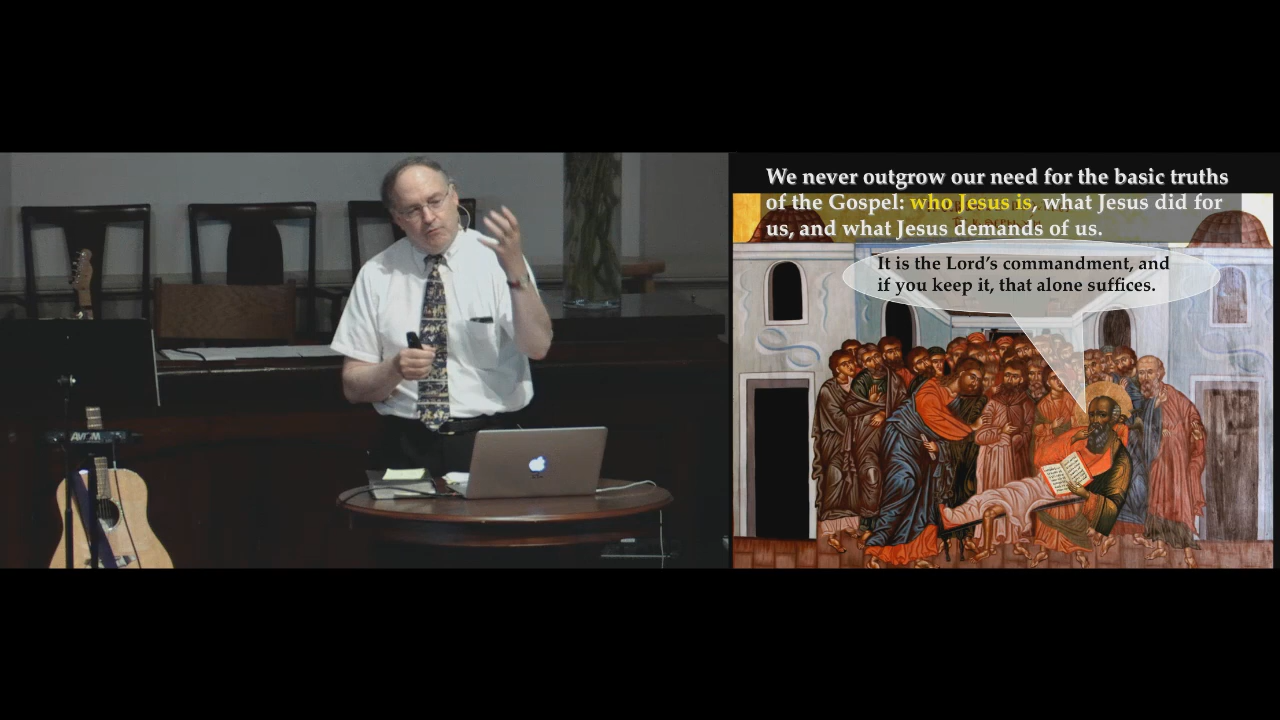 We never outgrow our need for the basic truths
of the Gospel: who Jesus is, what Jesus did for
us, and what Jesus demands of us.
It is the Lord's commandment, and
if you keep it, that alone suffices.